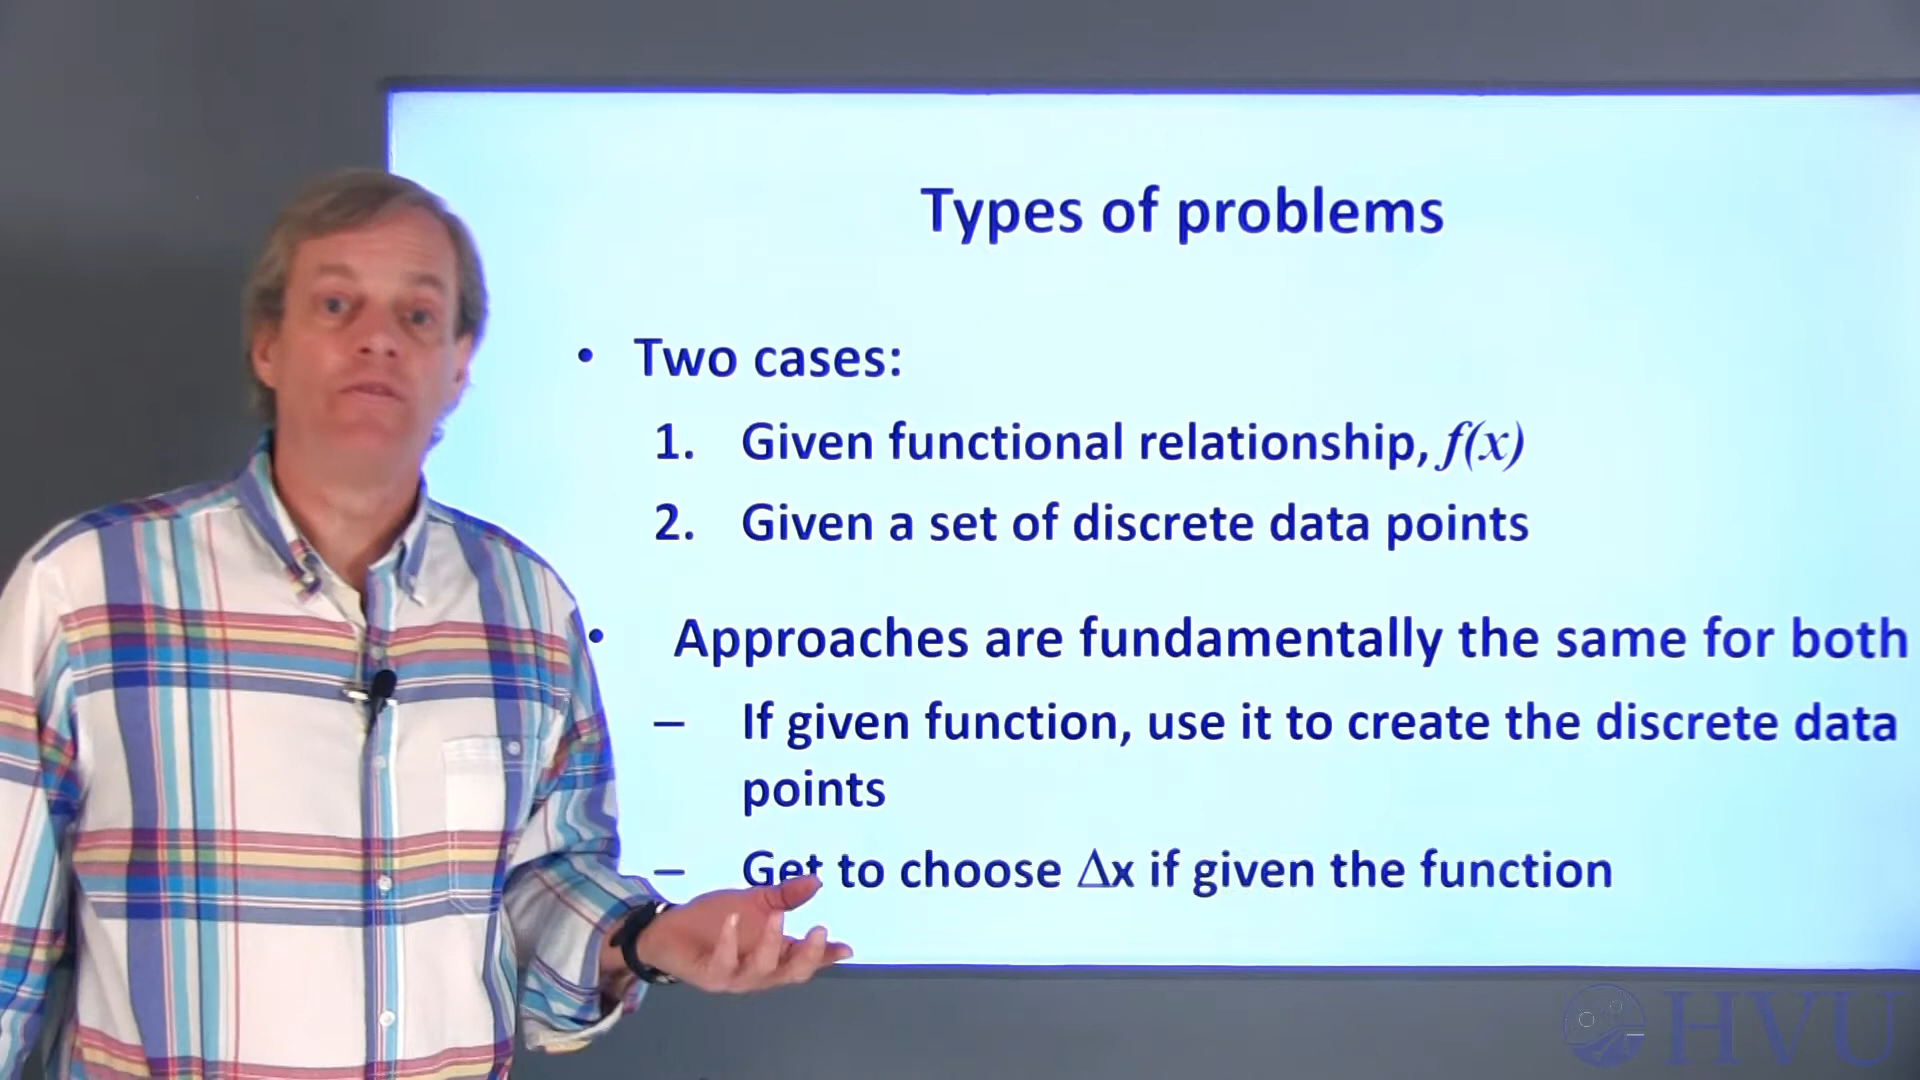 Types of problems
• Two cases:
1. Given functional relationship, f(x)
2. Given a set of discrete data points
• Approaches are fundamentally the same for both
– If given function, use it to create the discrete data
points
– Get to choose Δx if given the function
HVU